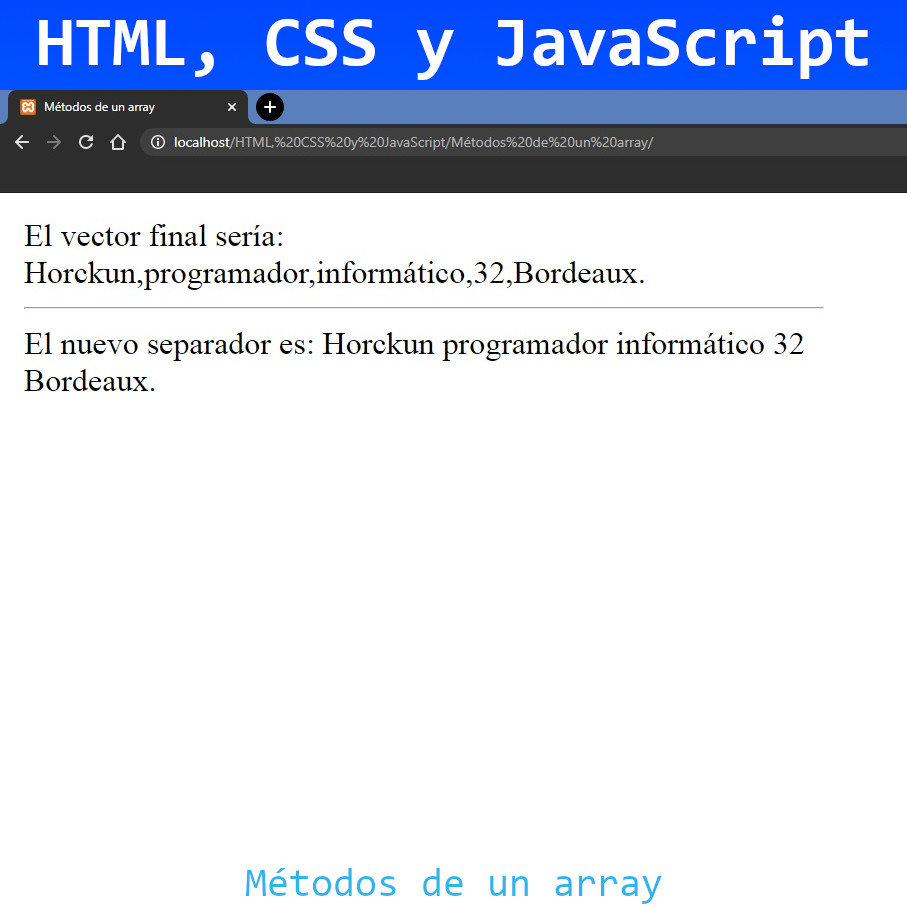 HTML, CSS y JavaScript
Métodos de un array
localhost/HTML,%20CSS%20y%20JavaScript/Métodos%20de%20un%20array/
El vector final sería:
Horckun,programador,informático,32,Bordeaux.
El nuevo separador es: Horckun programador informático 32
Bordeaux.
Métodos de un array